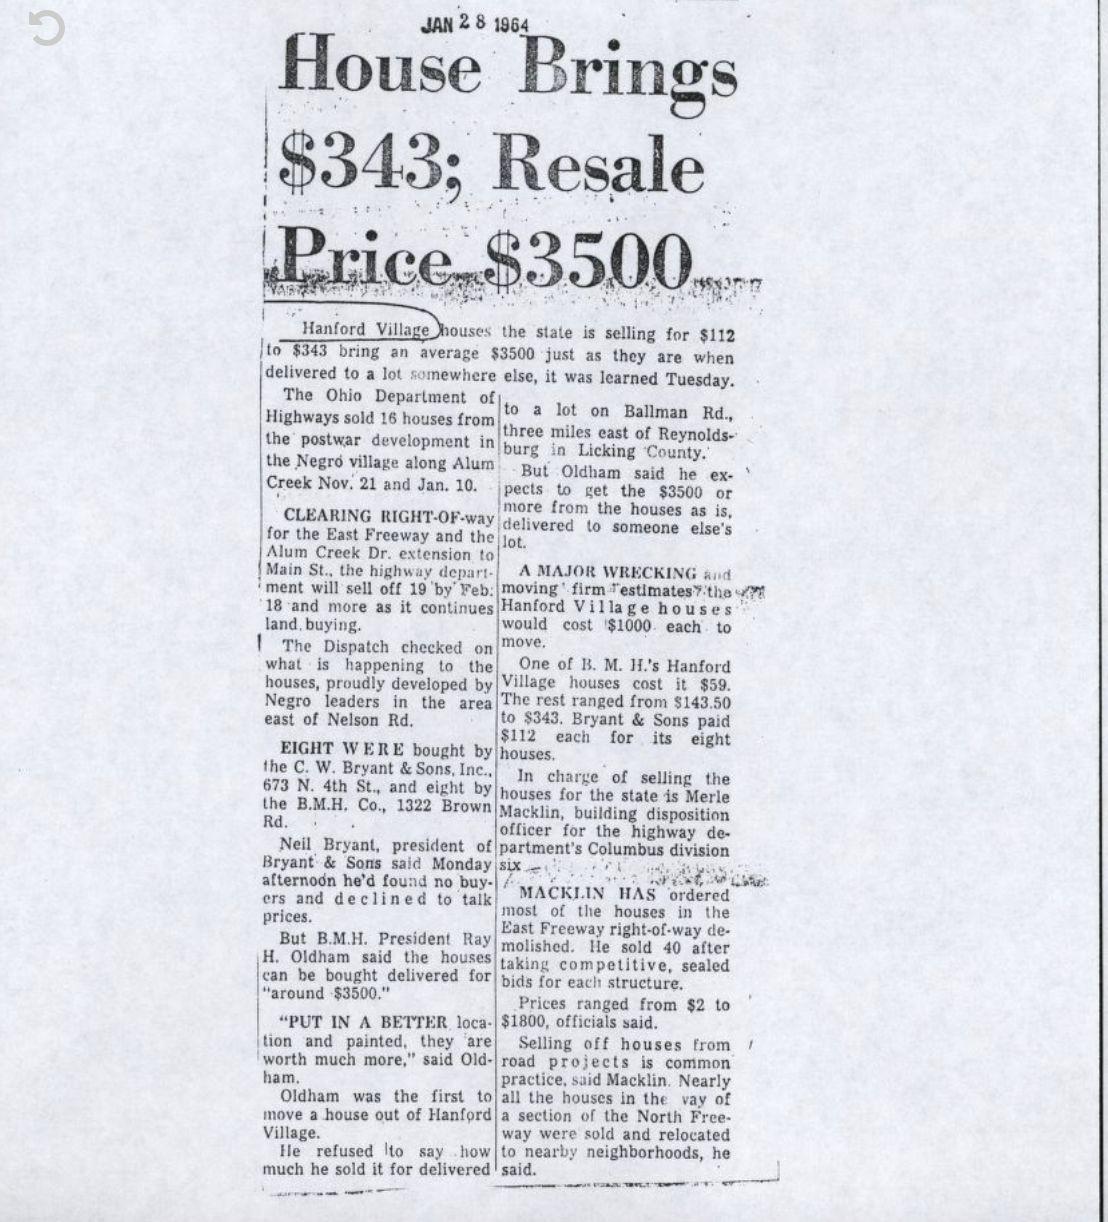 JAN 28 1964
House Brings
$343; Resale
Price $3500
Hanford Village houses the state is selling for $112
to $343 bring an average $3500 just as they are when
delivered to a lot somewhere else, it was learned Tuesday.
The Ohio Department of
Highways sold 16 houses from
the postwar development in
the Negro village along Alum
Creek Nov. 21 and Jan. 10.
CLEARING RIGHT-OF-way
for the East Freeway and the
Alum Creek Dr. extension to
Main St., the highway depart-
ment will sell off 19 by Feb.
18 and more as it continues
land buying.
The Dispatch checked on
what is happening to the
houses, proudly developed by
Negro leaders in the area
east of Nelson Rd.
EIGHT WERE bought by
the C. W. Bryant & Sons, Inc.,
673 N. 4th St., and eight by
the B.M.H. Co., 1322 Brown
Rd.
Neil Bryant, president of
Bryant & Sons said Monday
afternoon he'd found no buy-
ers and declined to talk
prices.
But B.M.H. President Ray
H. Oldham said the houses
can be bought delivered for
"around $3500."
"PUT IN A BETTER loca-
tion and painted, they are
worth much more," said Old-
ham.
Oldham was the first to
move a house out of Hanford
Village.
He refused to say how
much he sold it for delivered
to a lot on Ballman Rd.,
three miles east of Reynolds-
burg in Licking County.
But Oldham said he ex-
pects to get the $3500 or
more from the houses as is,
delivered to someone else's
lot.
A MAJOR WRECKING and
moving firm estimates the
Hanford Village houses
would cost $1000 each to
move.
One of B. M. H.'s Hanford
Village houses cost it $59.
The rest ranged from $143.50
to $343. Bryant & Sons paid
$112 each for its eight
houses.
In charge of selling the
houses for the state is Merle
Macklin, building disposition
officer for the highway de-
partment's Columbus division
six
MACKLIN HAS ordered
most of the houses in the
East Freeway right-of-way de-
molished. He sold 40 after
taking competitive, sealed
bids for each structure.
Prices ranged from $2 to
$1800, officials said.
Selling off houses from
road projects is common
practice, said Macklin. Nearly
all the houses in the way of
a section of the North Free-
way were sold and relocated
to nearby neighborhoods, he
said.